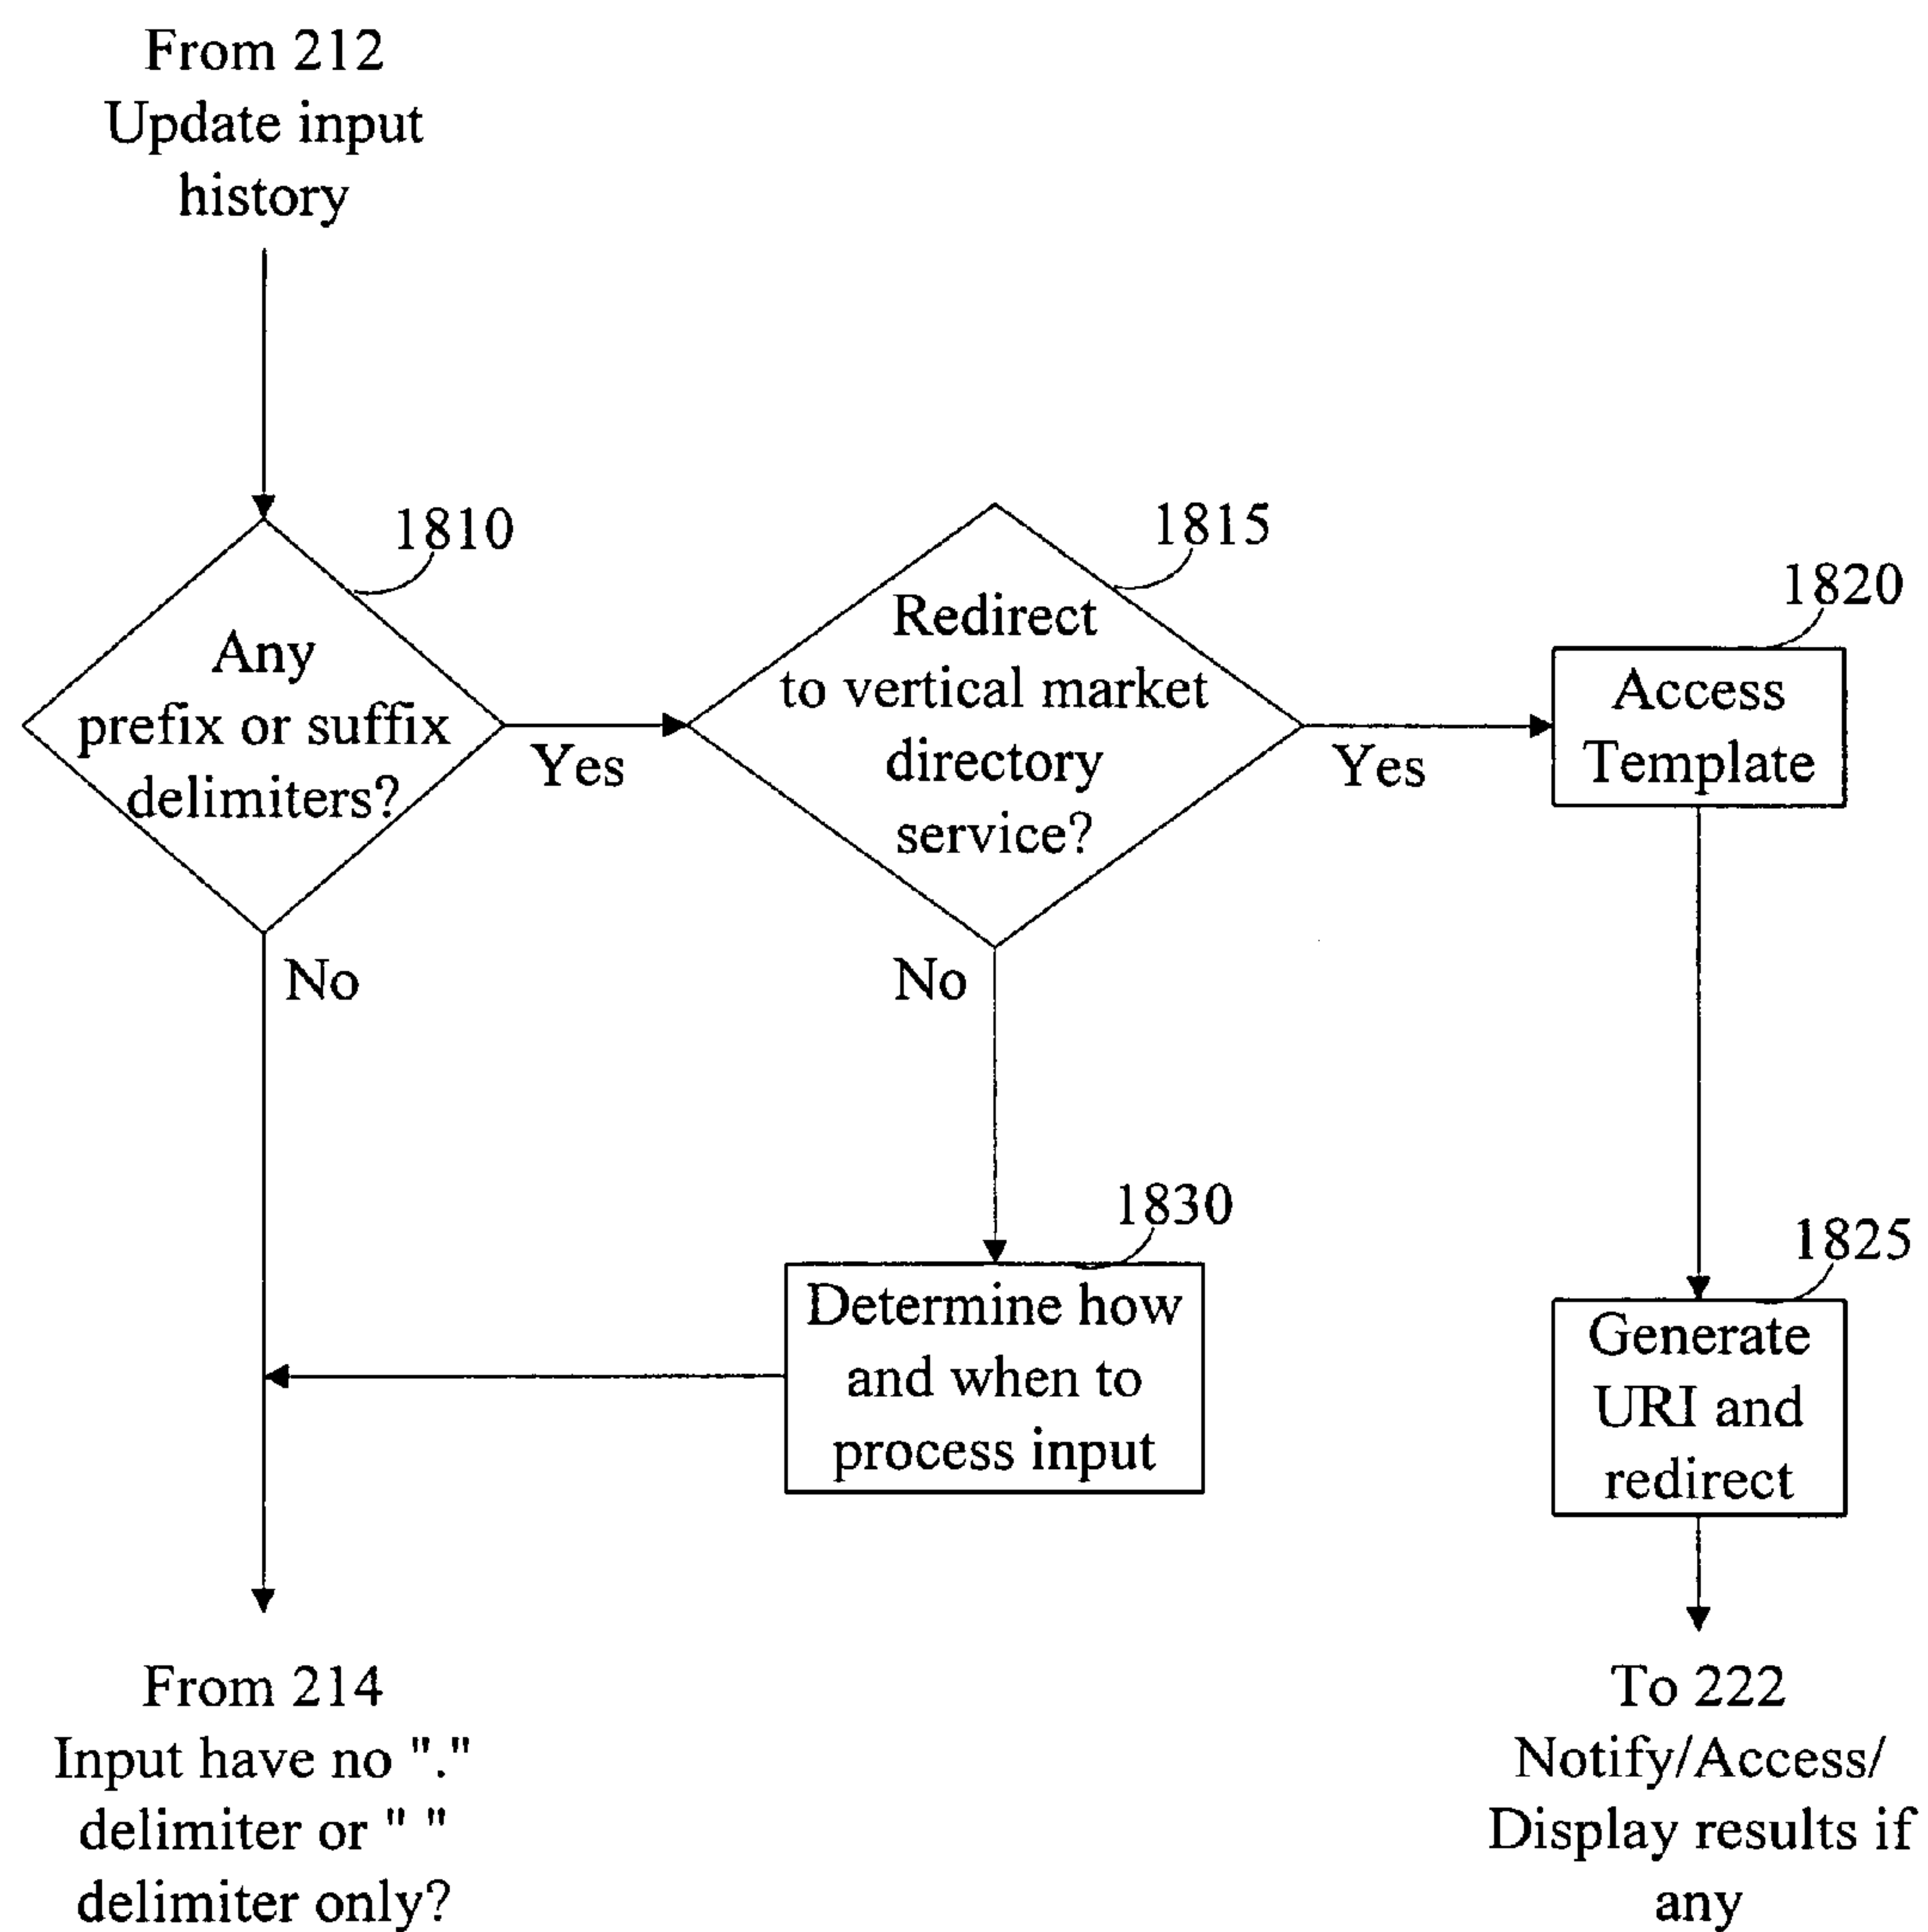 From 212
Update input
history
1810
Any
prefix or suffix
delimiters?
Yes
No
1815
Redirect
to vertical market
directory
service?
Yes
No
1820
Access
Template
1830
Determine how
and when to
process input
1825
Generate
URI and
redirect
From 214
Input have no "."
delimiter or " "
delimiter only?
To 222
Notify/Access/
Display results if
any